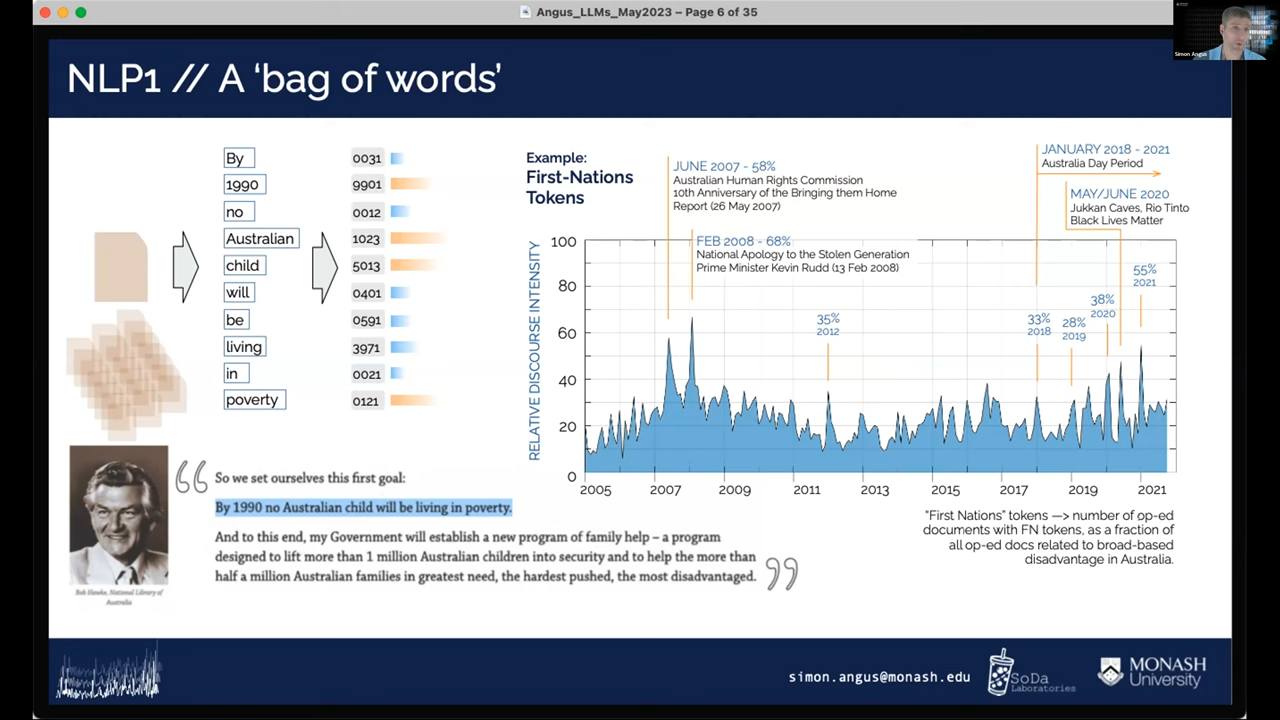 Angus_LLMs_May2023 – Page 6 of 35
Simon Angus
NLP1 // A ‘bag of words’
By
1990
no
Australian
child
will
be
living
in
poverty
0031
9901
0012
1023
5013
0401
0591
3971
0021
0121
Example:
First-Nations
Tokens
JUNE 2007 - 58%
Australian Human Rights Commission
10th Anniversary of the Bringing them Home
Report (26 May 2007)
FEB 2008 - 68%
National Apology to the Stolen Generation
Prime Minister Kevin Rudd (13 Feb 2008)
JANUARY 2018 - 2021
Australia Day Period
MAY/JUNE 2020
Jukkan Caves, Rio Tinto
Black Lives Matter
RELATIVE DISCOURSE INTENSITY
100
80
60
40
20
0
35%
2012
33%
2018
28%
2019
38%
2020
55%
2021
2005
2007
2009
2011
2013
2015
2017
2019
2021
"First Nations" tokens —> number of op-ed
documents with FN tokens, as a fraction of
all op-ed docs related to broad-based
disadvantage in Australia.
“ So we set ourselves this first goal:
By 1990 no Australian child will be living in poverty.
And to this end, my Government will establish a new program of family help – a program
designed to lift more than 1 million Australian children into security and to help the more than
half a million Australian families in greatest need, the hardest pushed, the most disadvantaged. ”
Bob Hawke, National Library of
Australia
simon.angus@monash.edu
SoDa
Laboratories
MONASH
University